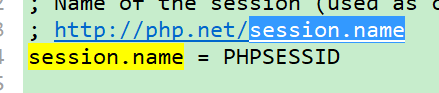 ; Name of the session (used as
; http://php.net/session.name
session.name = PHPSESSID